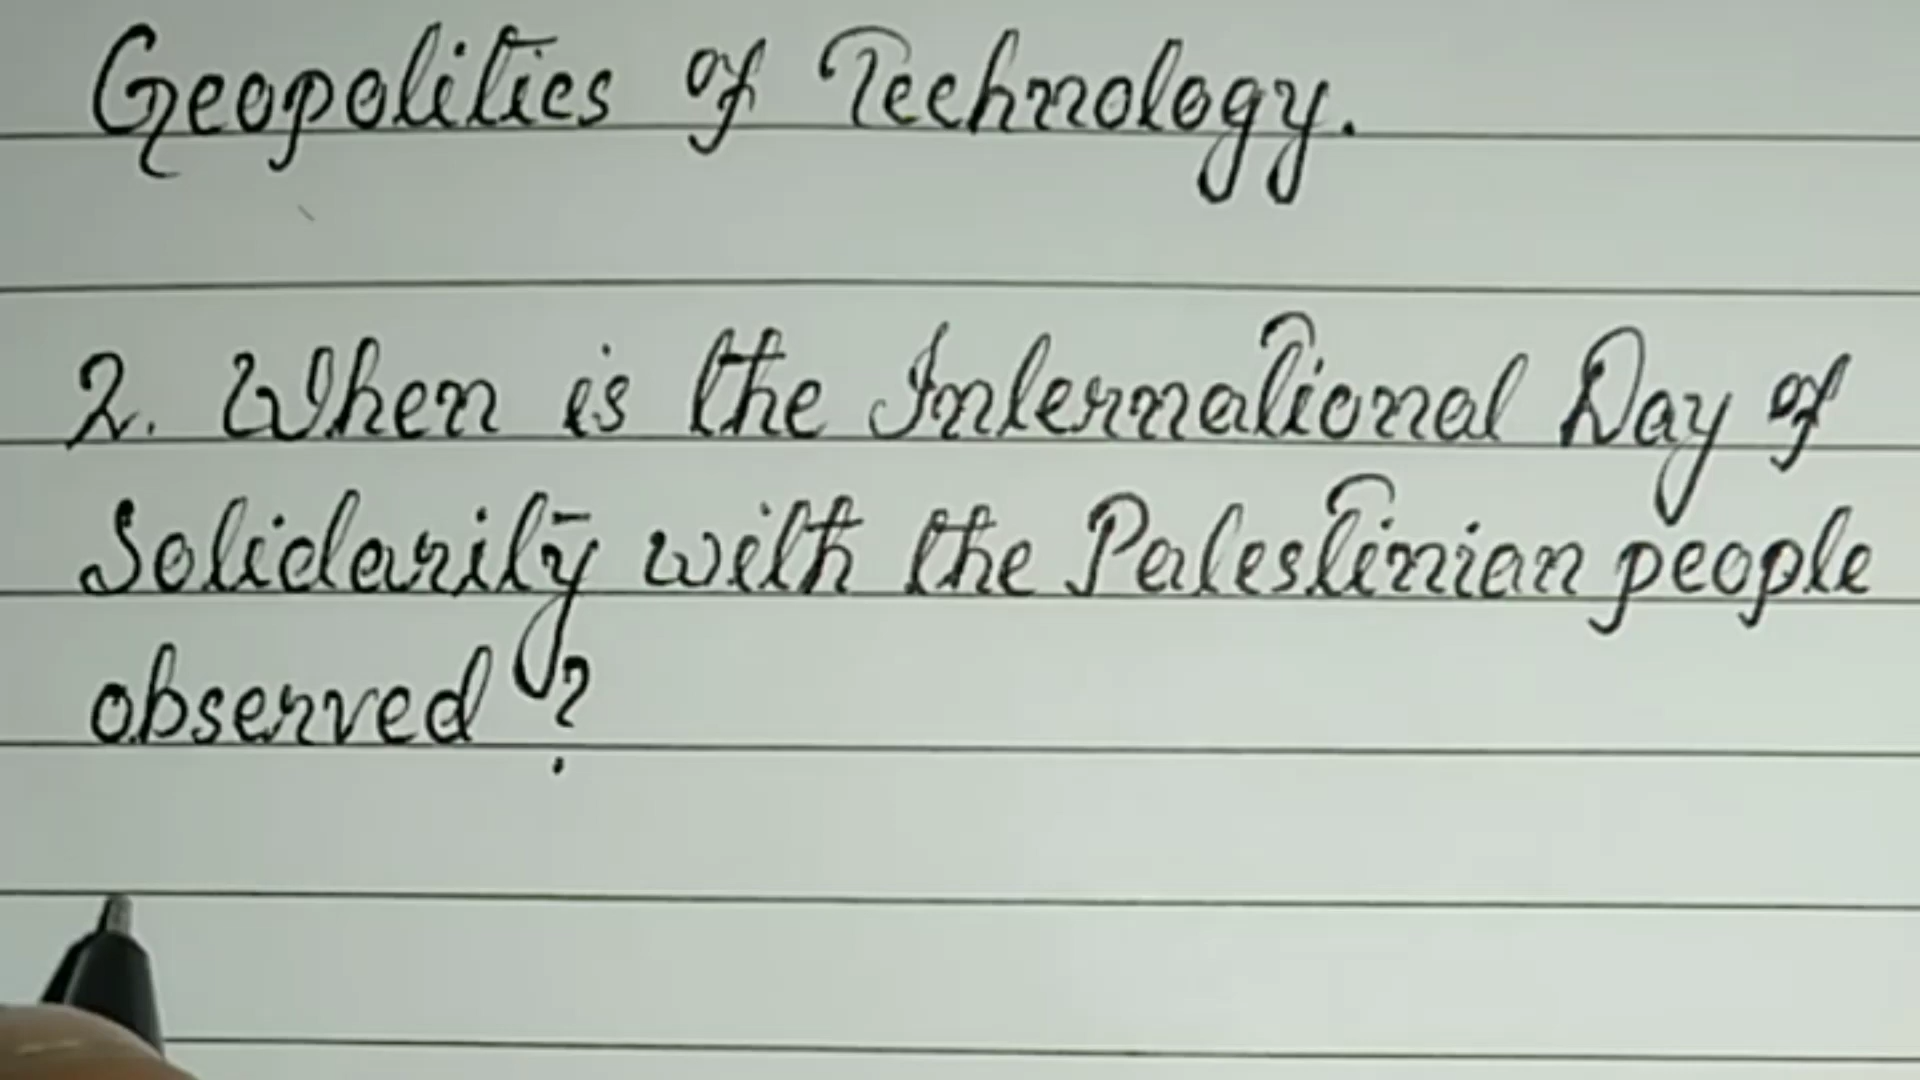 Geopolitics of Technology.
2. When is the International Day of
Solidarity with the Palestinian people
observed?